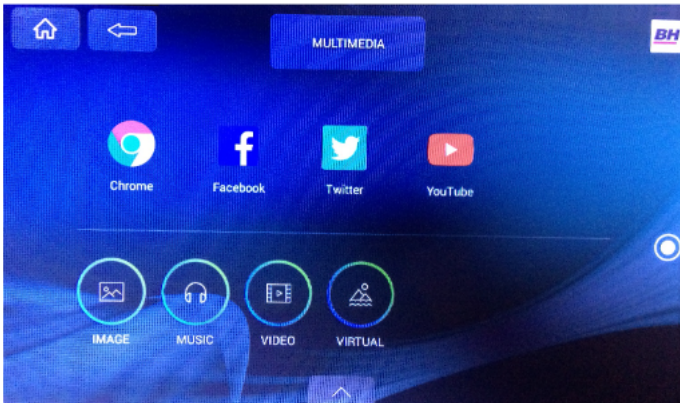 MULTIMEDIA
BH
Chrome
Facebook
Twitter
YouTube
IMAGE
MUSIC
VIDEO
VIRTUAL